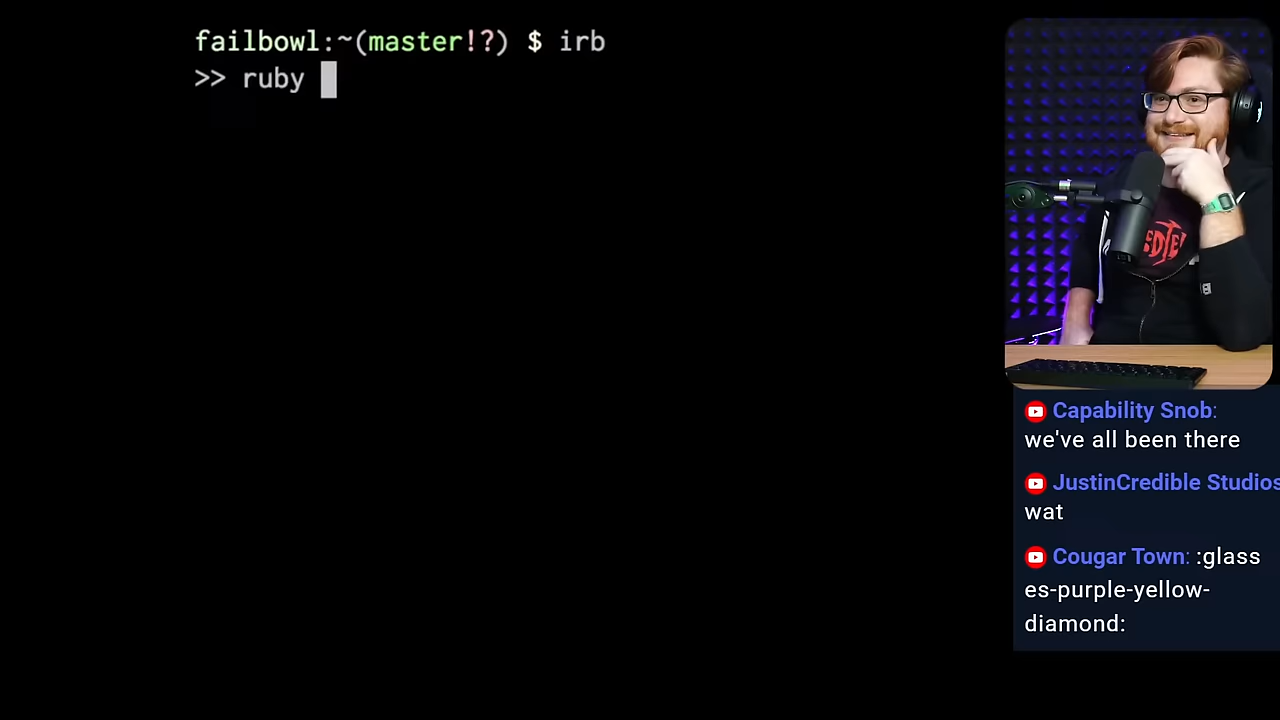 failbowl:~(master!?) $ irb
>> ruby
Capability Snob:
we've all been there
JustinCredible Studios
wat
Cougar Town: :glass
es-purple-yellow-
diamond: